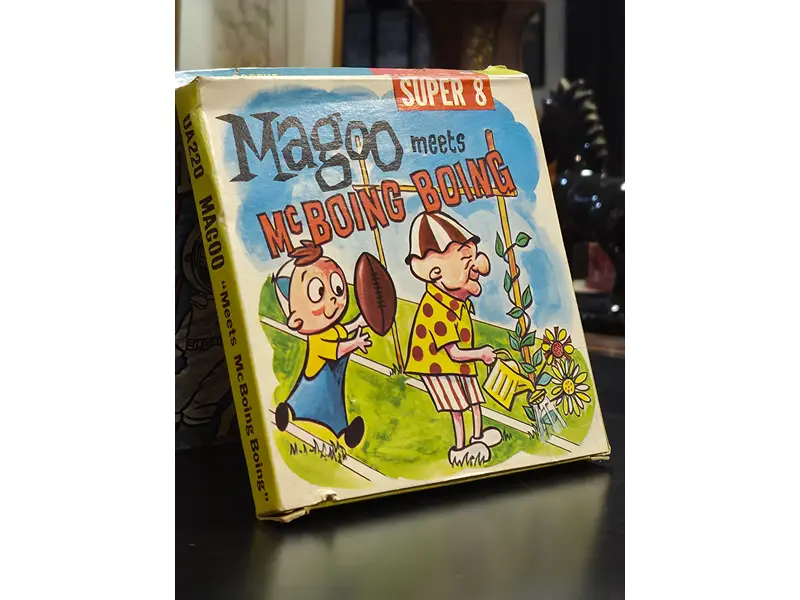 SUPER 8
Magoo meets
McBOING BOING
UA220 MAGOO "Meets McBoing Boing"